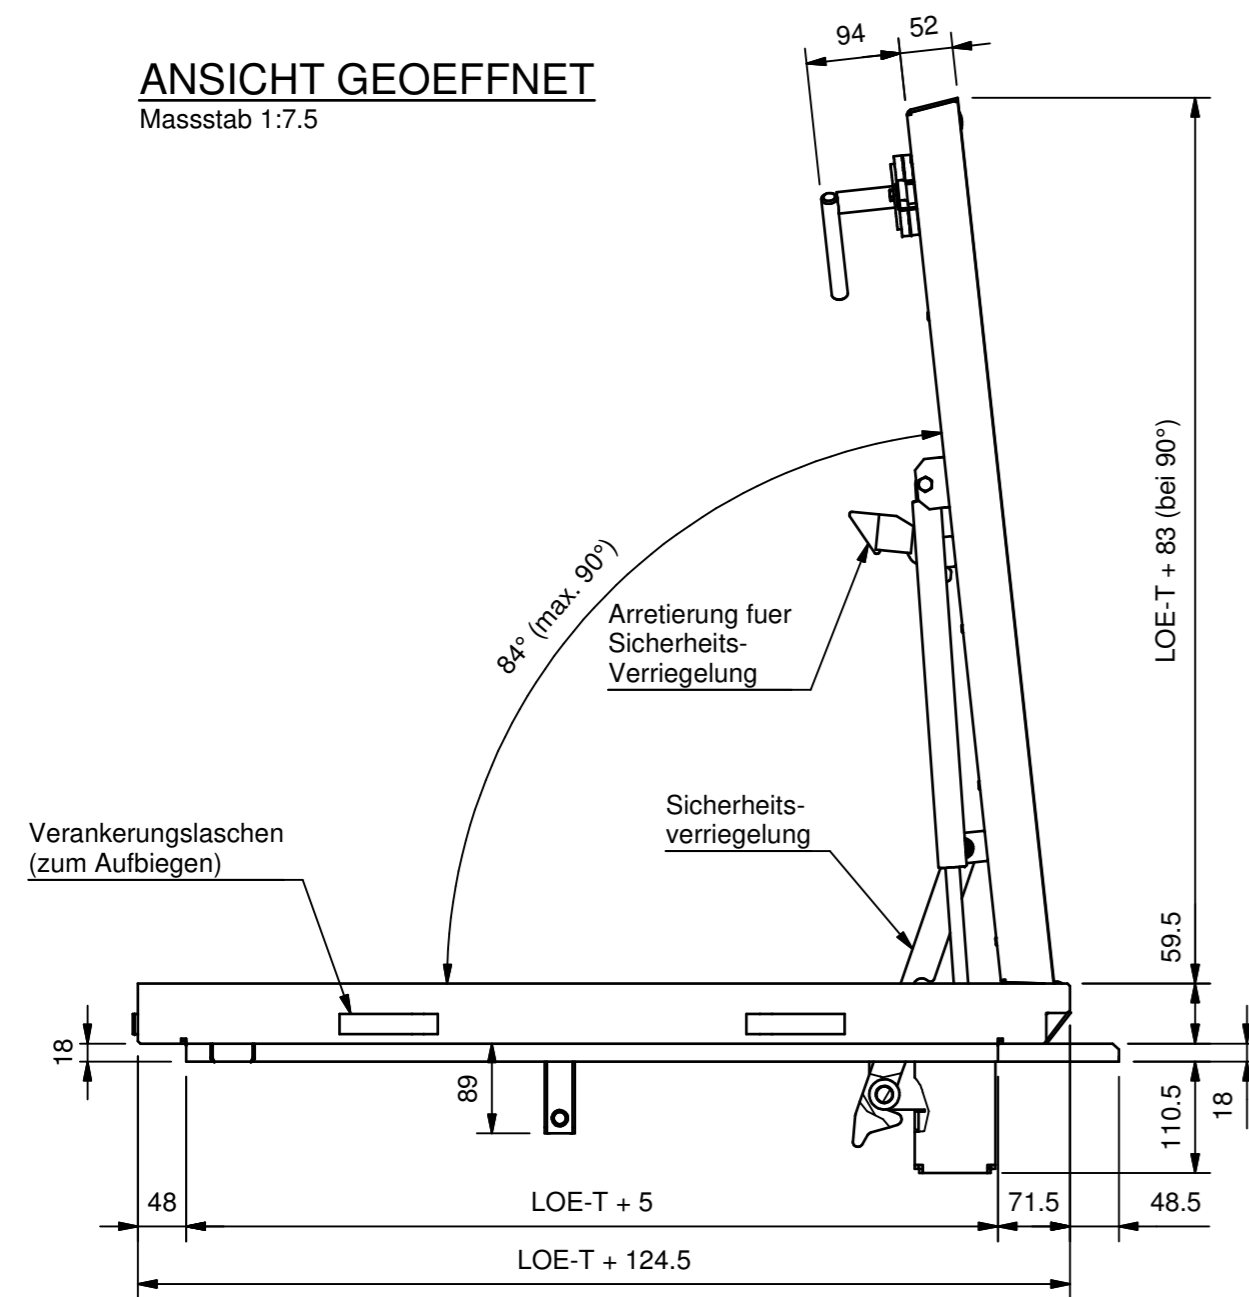 94
52
ANSICHT GEOEFFNET
Massstab 1:7.5
LOE-T + 83 (bei 90°)
84° (max. 90°)
Arretierung fuer
Sicherheits-
Verriegelung
Sicherheits-
verriegelung
Verankerungslaschen
(zum Aufbiegen)
59.5
18
89
110.5
18
48
LOE-T + 5
71.5
48.5
LOE-T + 124.5